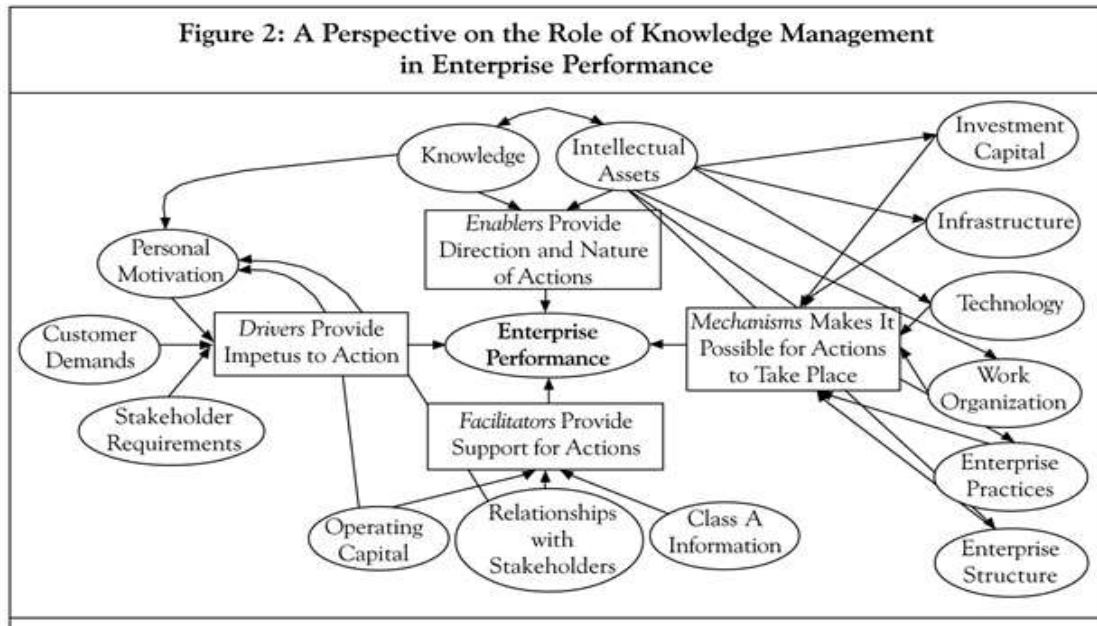 Figure 2: A Perspective on the Role of Knowledge Management
in Enterprise Performance
Knowledge
Intellectual
Assets
Investment
Capital
Enablers Provide
Direction and Nature
of Actions
Infrastructure
Personal
Motivation
Technology
Customer
Demands
Drivers Provide
Impetus to Action
Enterprise
Performance
Mechanisms Makes It
Possible for Actions
to Take Place
Work
Organization
Stakeholder
Requirements
Facilitators Provide
Support for Actions
Enterprise
Practices
Operating
Capital
Relationships
with
Stakeholders
Class A
Information
Enterprise
Structure